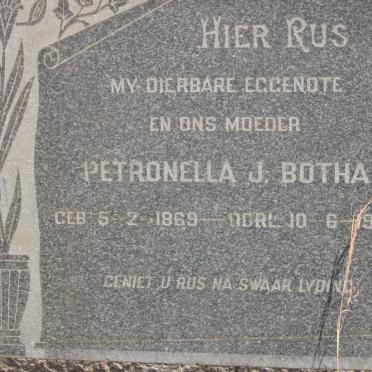 HIER RUS
MY DIERBARE EGGENOTE
EN ONS MOEDER
PETRONELLA J. BOTHA
GEB 5-2-1869 — OORL 10-6-19
GENIET U RUS NA SWAAR LYDING